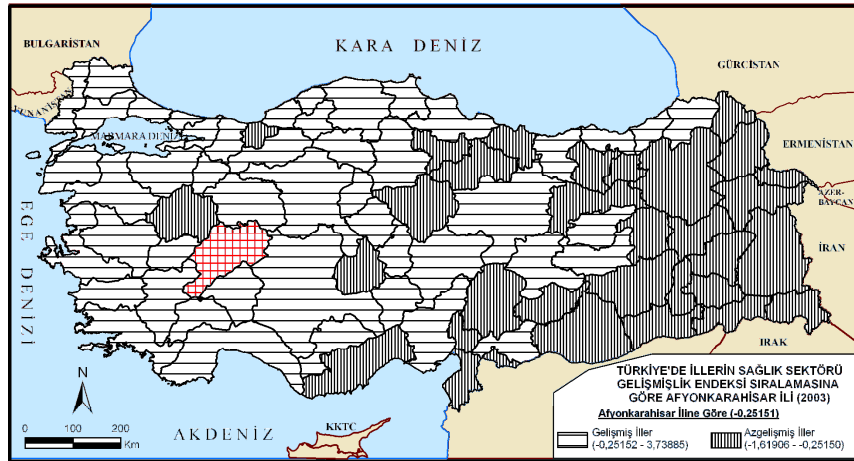 BULGARİSTAN
KARA DENİZ
GÜRCİSTAN
YUNANİSTAN
MARMARA DENİZİ
ERMENİSTAN
AZER-
BAYCAN
EGE DENİZİ
İRAN
IRAK
N
0 50 100 200
Km
AKDENİZ
KKTC
TÜRKİYE'DE İLLERİN SAĞLIK SEKTÖRÜ
GELİŞMİŞLİK ENDEKSİ SIRALAMASINA
GÖRE AFYONKARAHİSAR İLİ (2003)
Afyonkarahisar İline Göre (-0,25151)
Gelişmiş İller
(-0,25152 - 3,73885)
Azgelişmiş İller
(-1,61906 - -0,25150)